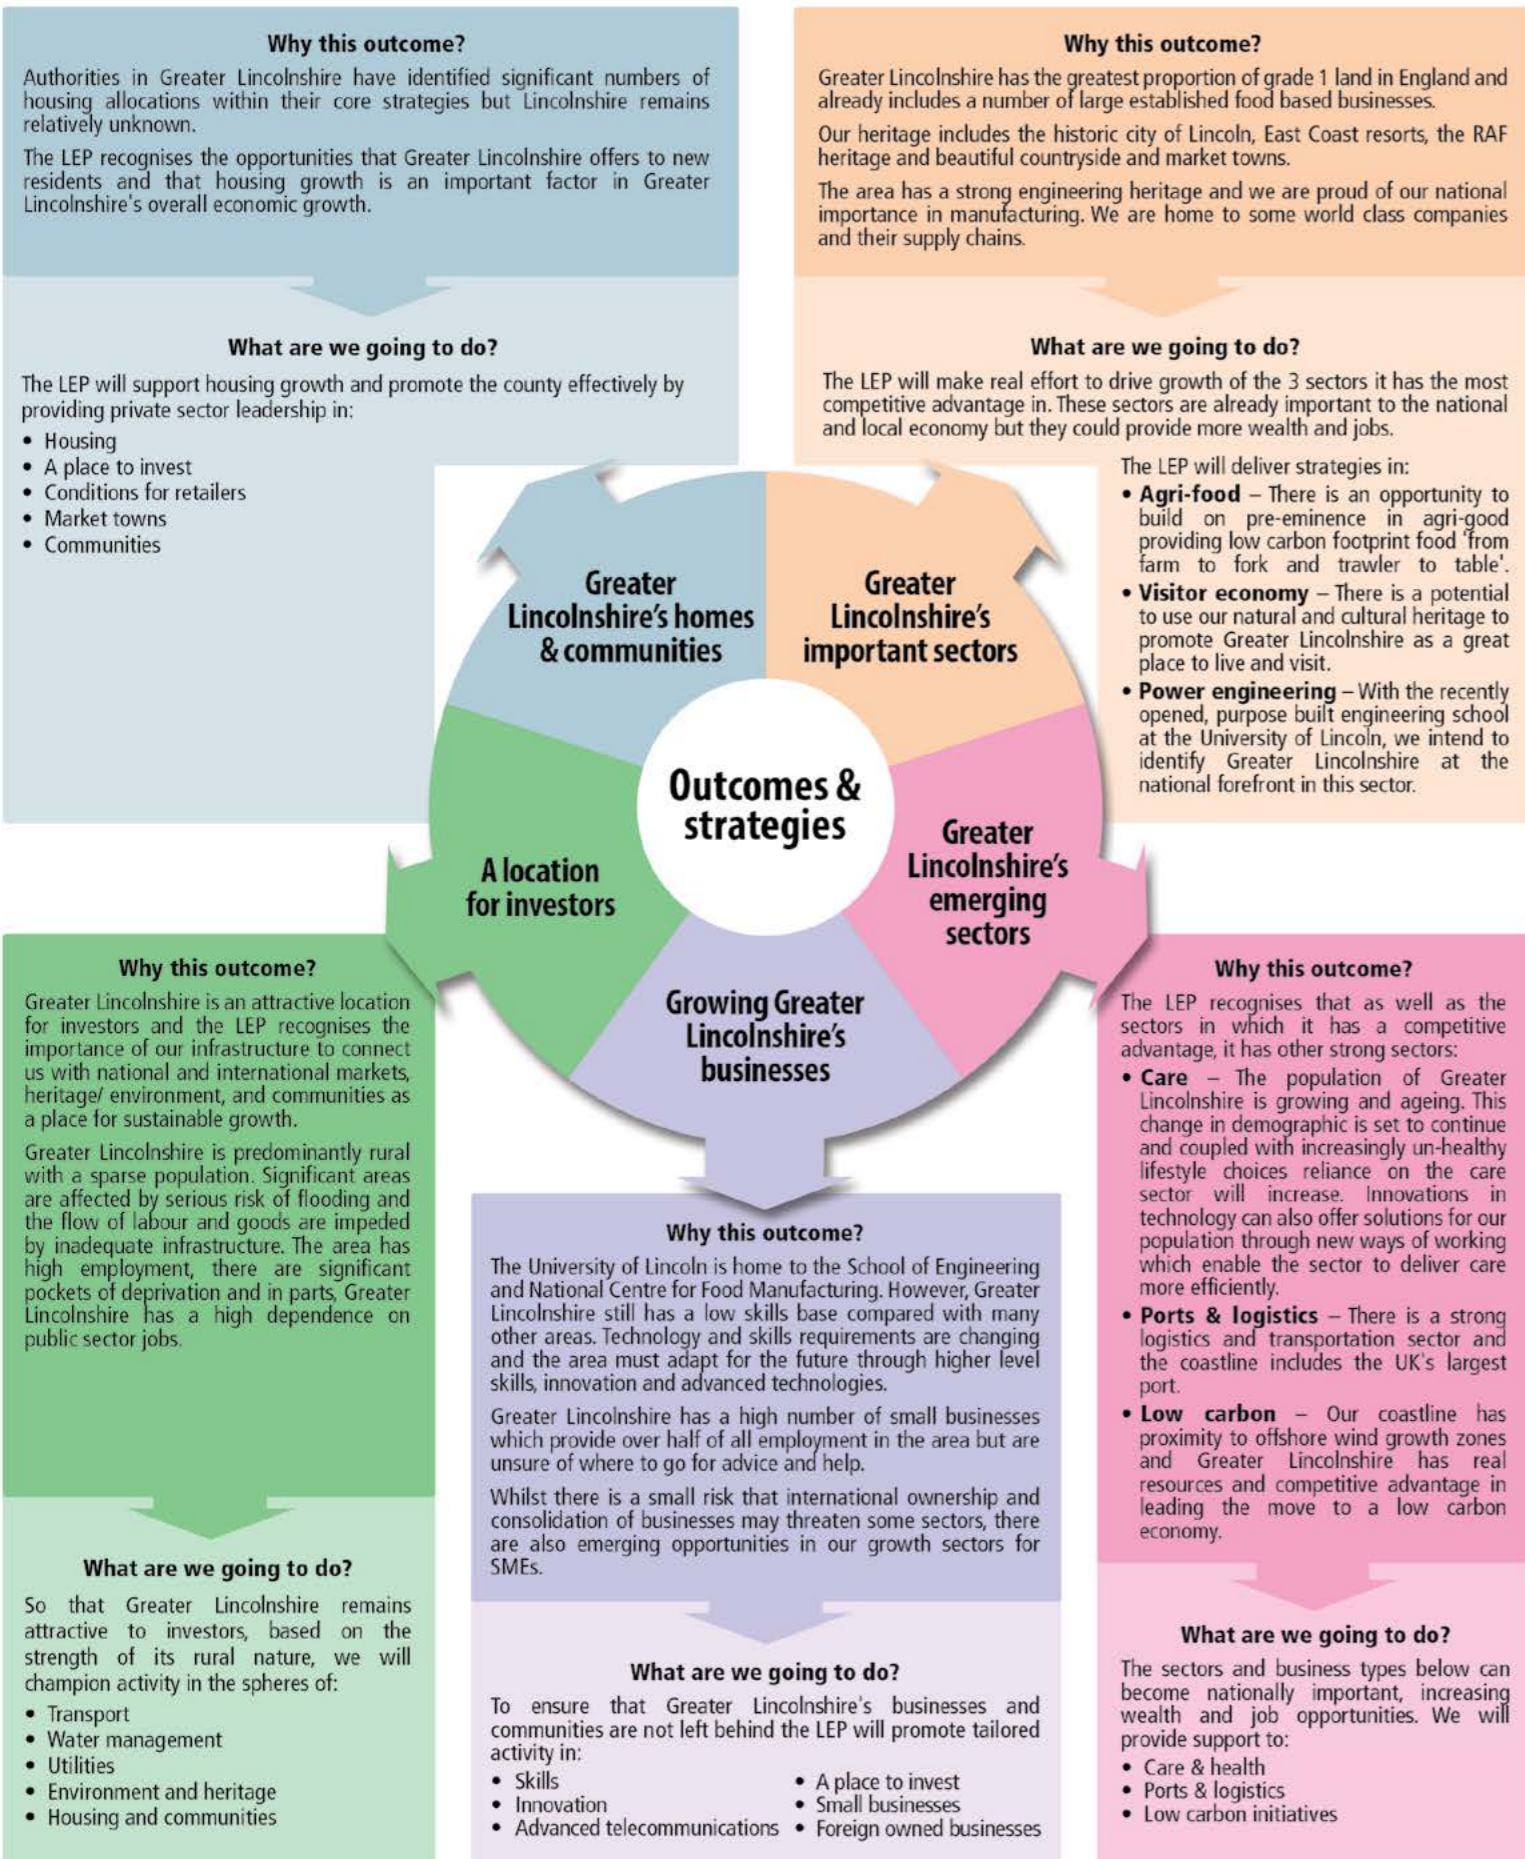 Why this outcome?
Authorities in Greater Lincolnshire have identified significant numbers of
housing allocations within their core strategies but Lincolnshire remains
relatively unknown.
The LEP recognises the opportunities that Greater Lincolnshire offers to new
residents and that housing growth is an important factor in Greater
Lincolnshire's overall economic growth.
What are we going to do?
The LEP will support housing growth and promote the county effectively by
providing private sector leadership in:
• Housing
• A place to invest
• Conditions for retailers
• Market towns
• Communities
Why this outcome?
Greater Lincolnshire has the greatest proportion of grade 1 land in England and
already includes a number of large established food based businesses.
Our heritage includes the historic city of Lincoln, East Coast resorts, the RAF
heritage and beautiful countryside and market towns.
The area has a strong engineering heritage and we are proud of our national
importance in manufacturing. We are home to some world class companies
and their supply chains.
What are we going to do?
The LEP will make real effort to drive growth of the 3 sectors it has the most
competitive advantage in. These sectors are already important to the national
and local economy but they could provide more wealth and jobs.
The LEP will deliver strategies in:
• Agri-food – There is an opportunity to
build on pre-eminence in agri-good
providing low carbon footprint food 'from
farm to fork and trawler to table'.
• Visitor economy – There is a potential
to use our natural and cultural heritage to
promote Greater Lincolnshire as a great
place to live and visit.
• Power engineering – With the recently
opened, purpose built engineering school
at the University of Lincoln, we intend to
identify Greater Lincolnshire at the
national forefront in this sector.
Greater
Lincolnshire's homes
& communities
Greater
Lincolnshire's
important sectors
Outcomes &
strategies
A location
for investors
Greater
Lincolnshire's
emerging
sectors
Growing Greater
Lincolnshire's
businesses
Why this outcome?
Greater Lincolnshire is an attractive location
for investors and the LEP recognises the
importance of our infrastructure to connect
us with national and international markets,
heritage/ environment, and communities as
a place for sustainable growth.
Greater Lincolnshire is predominantly rural
with a sparse population. Significant areas
are affected by serious risk of flooding and
the flow of labour and goods are impeded
by inadequate infrastructure. The area has
high employment, there are significant
pockets of deprivation and in parts, Greater
Lincolnshire has a high dependence on
public sector jobs.
What are we going to do?
So that Greater Lincolnshire remains
attractive to investors, based on the
strength of its rural nature, we will
champion activity in the spheres of:
• Transport
• Water management
• Utilities
• Environment and heritage
• Housing and communities
Why this outcome?
The University of Lincoln is home to the School of Engineering
and National Centre for Food Manufacturing. However, Greater
Lincolnshire still has a low skills base compared with many
other areas. Technology and skills requirements are changing
and the area must adapt for the future through higher level
skills, innovation and advanced technologies.
Greater Lincolnshire has a high number of small businesses
which provide over half of all employment in the area but are
unsure of where to go for advice and help.
Whilst there is a small risk that international ownership and
consolidation of businesses may threaten some sectors, there
are also emerging opportunities in our growth sectors for
SMEs.
What are we going to do?
To ensure that Greater Lincolnshire's businesses and
communities are not left behind the LEP will promote tailored
activity in:
• Skills
• Innovation
• Advanced telecommunications
• A place to invest
• Small businesses
• Foreign owned businesses
Why this outcome?
The LEP recognises that as well as the
sectors in which it has a competitive
advantage, it has other strong sectors:
• Care – The population of Greater
Lincolnshire is growing and ageing. This
change in demographic is set to continue
and coupled with increasingly un-healthy
lifestyle choices reliance on the care
sector will increase. Innovations in
technology can also offer solutions for our
population through new ways of working
which enable the sector to deliver care
more efficiently.
• Ports & logistics – There is a strong
logistics and transportation sector and
the coastline includes the UK's largest
port.
• Low carbon – Our coastline has
proximity to offshore wind growth zones
and Greater Lincolnshire has real
resources and competitive advantage in
leading the move to a low carbon
economy.
What are we going to do?
The sectors and business types below can
become nationally important, increasing
wealth and job opportunities. We will
provide support to:
• Care & health
• Ports & logistics
• Low carbon initiatives